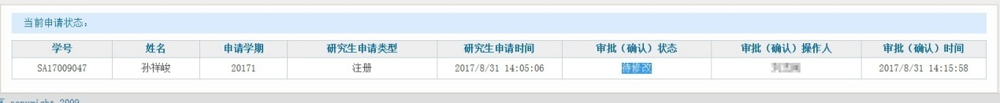 当前申请状态：
学号 姓名 申请学期 研究生申请类型 研究生申请时间 审批（确认）状态 审批（确认）操作人 审批（确认）时间
SA17009047 孙祥峻 20171 注册 2017/8/31 14:05:06 待修改 2017/8/31 14:15:58
copyright 2009